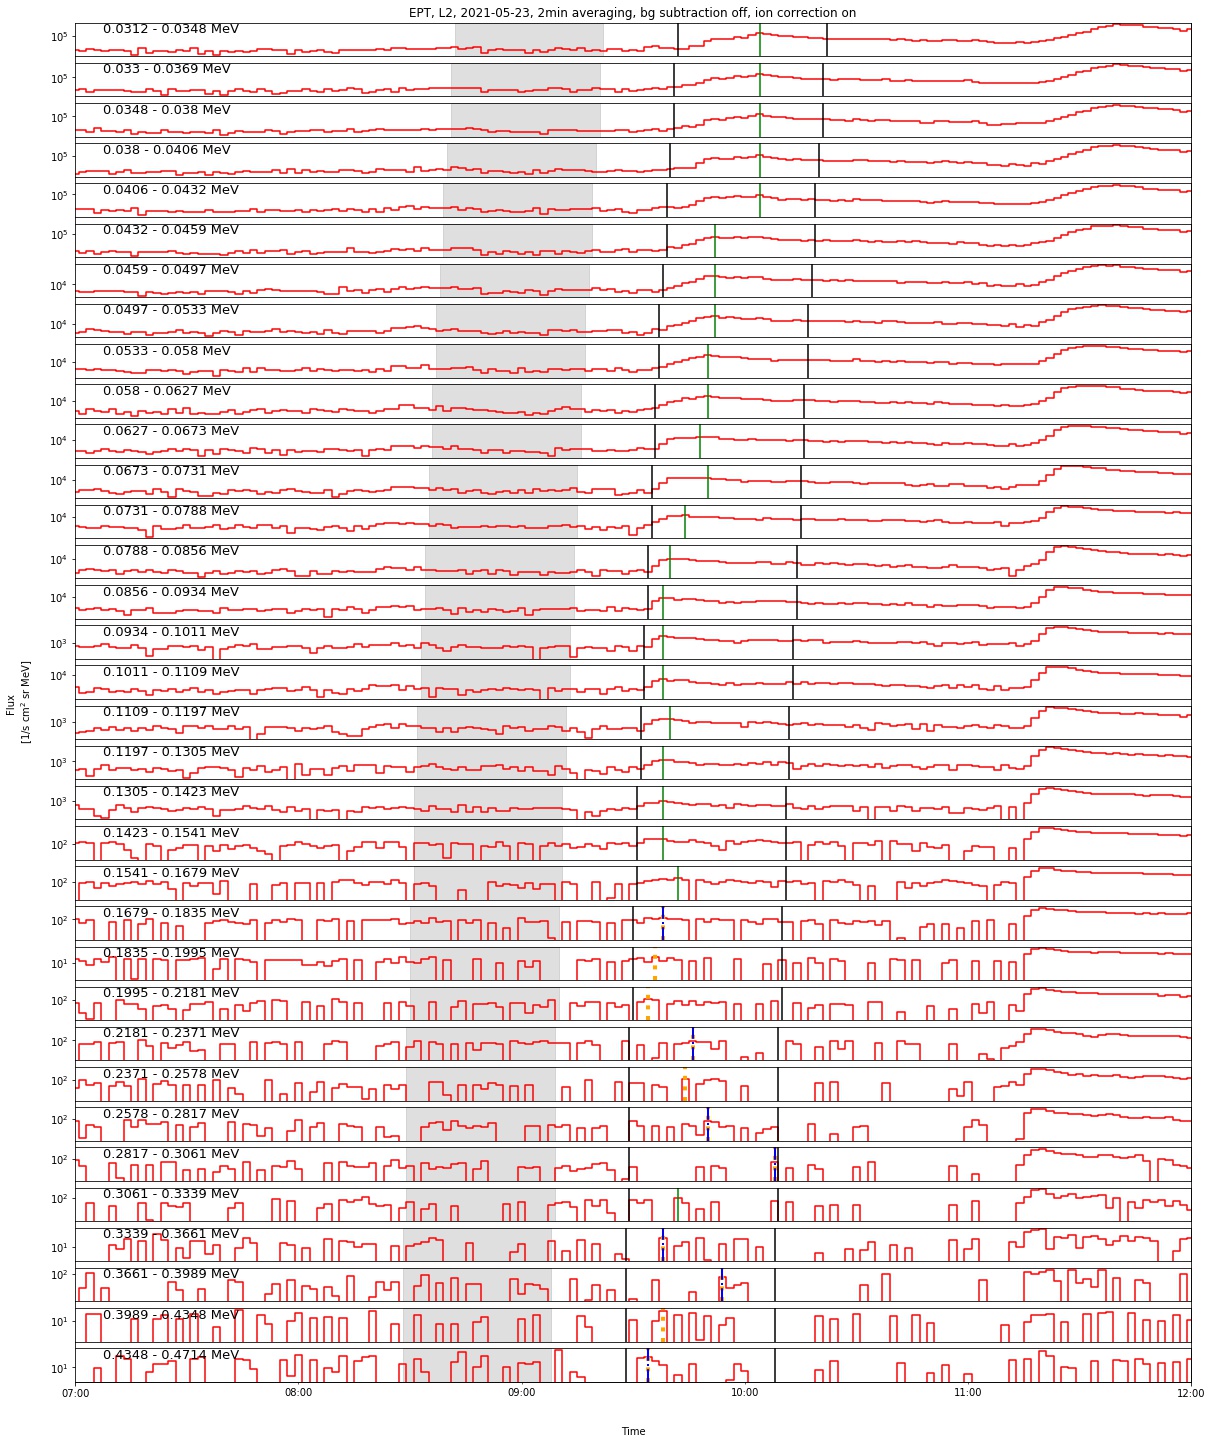 EPT, L2, 2021-05-23, 2min averaging, bg subtraction off, ion correction on
10⁵
0.0312 - 0.0348 MeV
10⁵
0.033 - 0.0369 MeV
10⁵
0.0348 - 0.038 MeV
10⁵
0.038 - 0.0406 MeV
10⁵
0.0406 - 0.0432 MeV
10⁵
0.0432 - 0.0459 MeV
10⁴
0.0459 - 0.0497 MeV
10⁴
0.0497 - 0.0533 MeV
10⁴
0.0533 - 0.058 MeV
10⁴
0.058 - 0.0627 MeV
10⁴
0.0627 - 0.0673 MeV
10⁴
0.0673 - 0.0731 MeV
10⁴
0.0731 - 0.0788 MeV
10⁴
0.0788 - 0.0856 MeV
10⁴
0.0856 - 0.0934 MeV
10³
0.0934 - 0.1011 MeV
10⁴
0.1011 - 0.1109 MeV
10³
0.1109 - 0.1197 MeV
10³
0.1197 - 0.1305 MeV
10³
0.1305 - 0.1423 MeV
10²
0.1423 - 0.1541 MeV
10²
0.1541 - 0.1679 MeV
10²
0.1679 - 0.1835 MeV
10¹
0.1835 - 0.1995 MeV
10²
0.1995 - 0.2181 MeV
10²
0.2181 - 0.2371 MeV
10²
0.2371 - 0.2578 MeV
10²
0.2578 - 0.2817 MeV
10²
0.2817 - 0.3061 MeV
10²
0.3061 - 0.3339 MeV
10¹
0.3339 - 0.3661 MeV
10²
0.3661 - 0.3989 MeV
10¹
0.3989 - 0.4348 MeV
10¹
0.4348 - 0.4714 MeV
Flux
[1/s cm² sr MeV]
07:00
08:00
09:00
10:00
11:00
12:00
Time